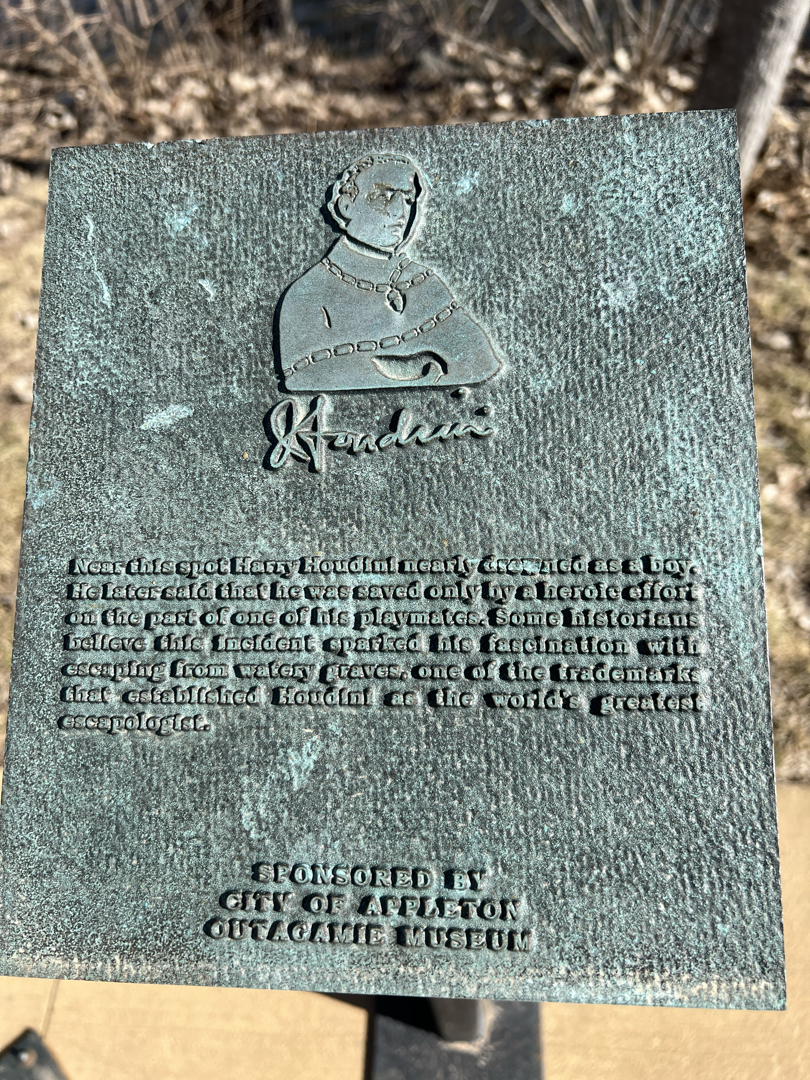 Houdini
Near this spot Harry Houdini nearly drowned as a boy.
He later said that he was saved only by a heroic effort
on the part of one of his playmates. Some historians
believe this incident sparked his fascination with
escaping from watery graves, one of the trademarks
that established Houdini as the world's greatest
escapologist.
SPONSORED BY
CITY OF APPLETON
OUTAGAMIE MUSEUM